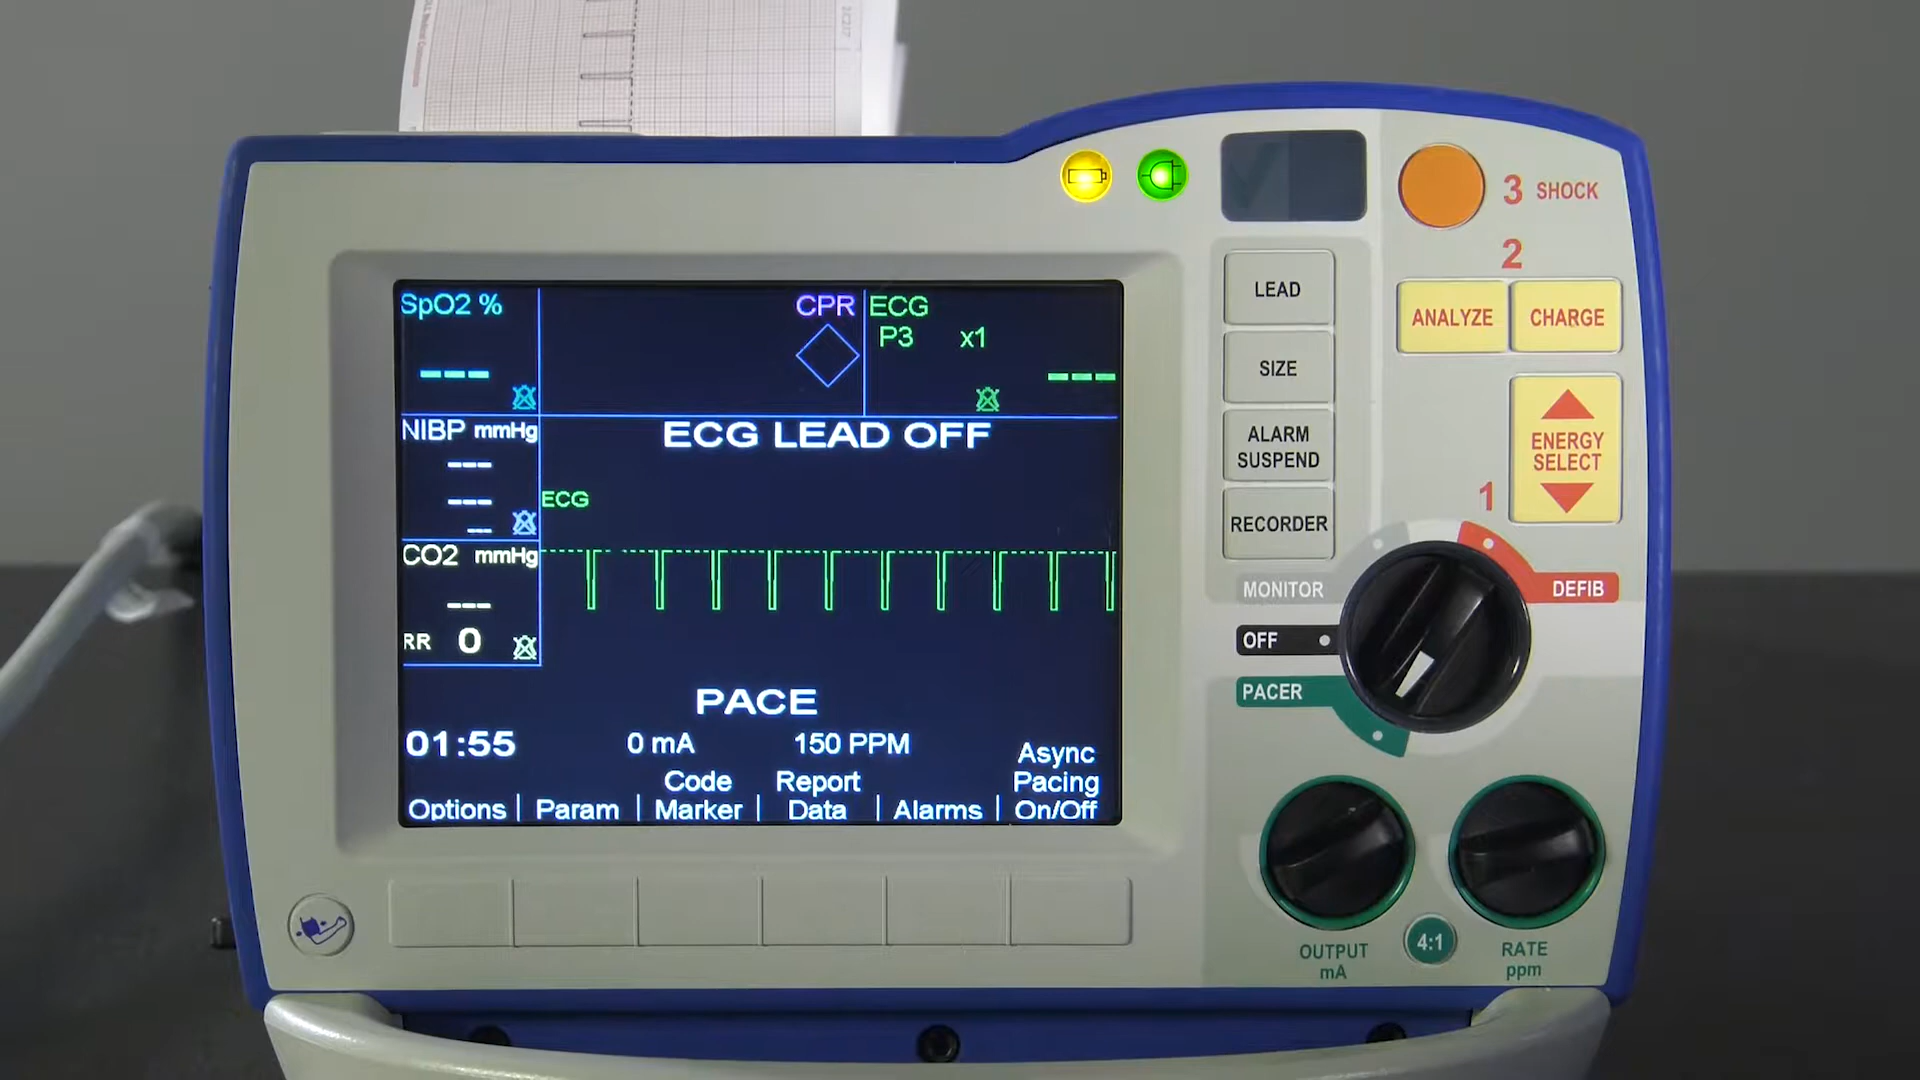 3 SHOCK
2
LEAD
ANALYZE
CHARGE
SIZE
ALARM
SUSPEND
ENERGY
SELECT
1
RECORDER
MONITOR
DEFIB
OFF
PACER
OUTPUT
mA
4:1
RATE
ppm
SpO2 %
---
CPR
ECG
P3 x1
---
NIBP mmHg
---
---
--
ECG LEAD OFF
ECG
CO2 mmHg
---
RR 0
PACE
01:55
0 mA
150 PPM
Options
Param
Code
Marker
Report
Data
Alarms
Async
Pacing
On/Off